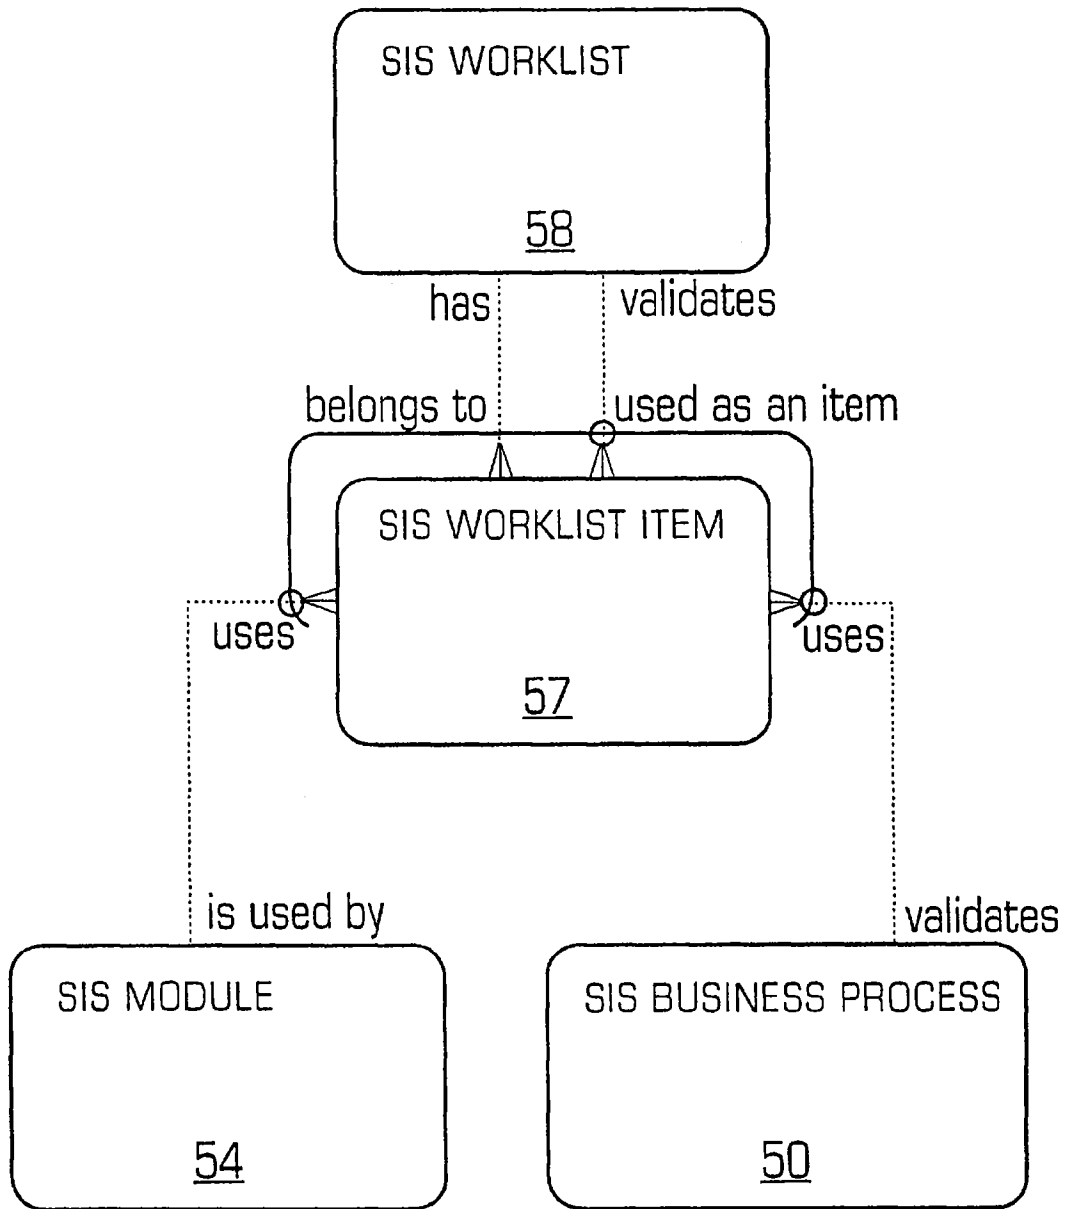 SIS WORKLIST
58
has
validates
belongs to
used as an item
SIS WORKLIST ITEM
uses
uses
57
is used by
validates
SIS MODULE
SIS BUSINESS PROCESS
54
50